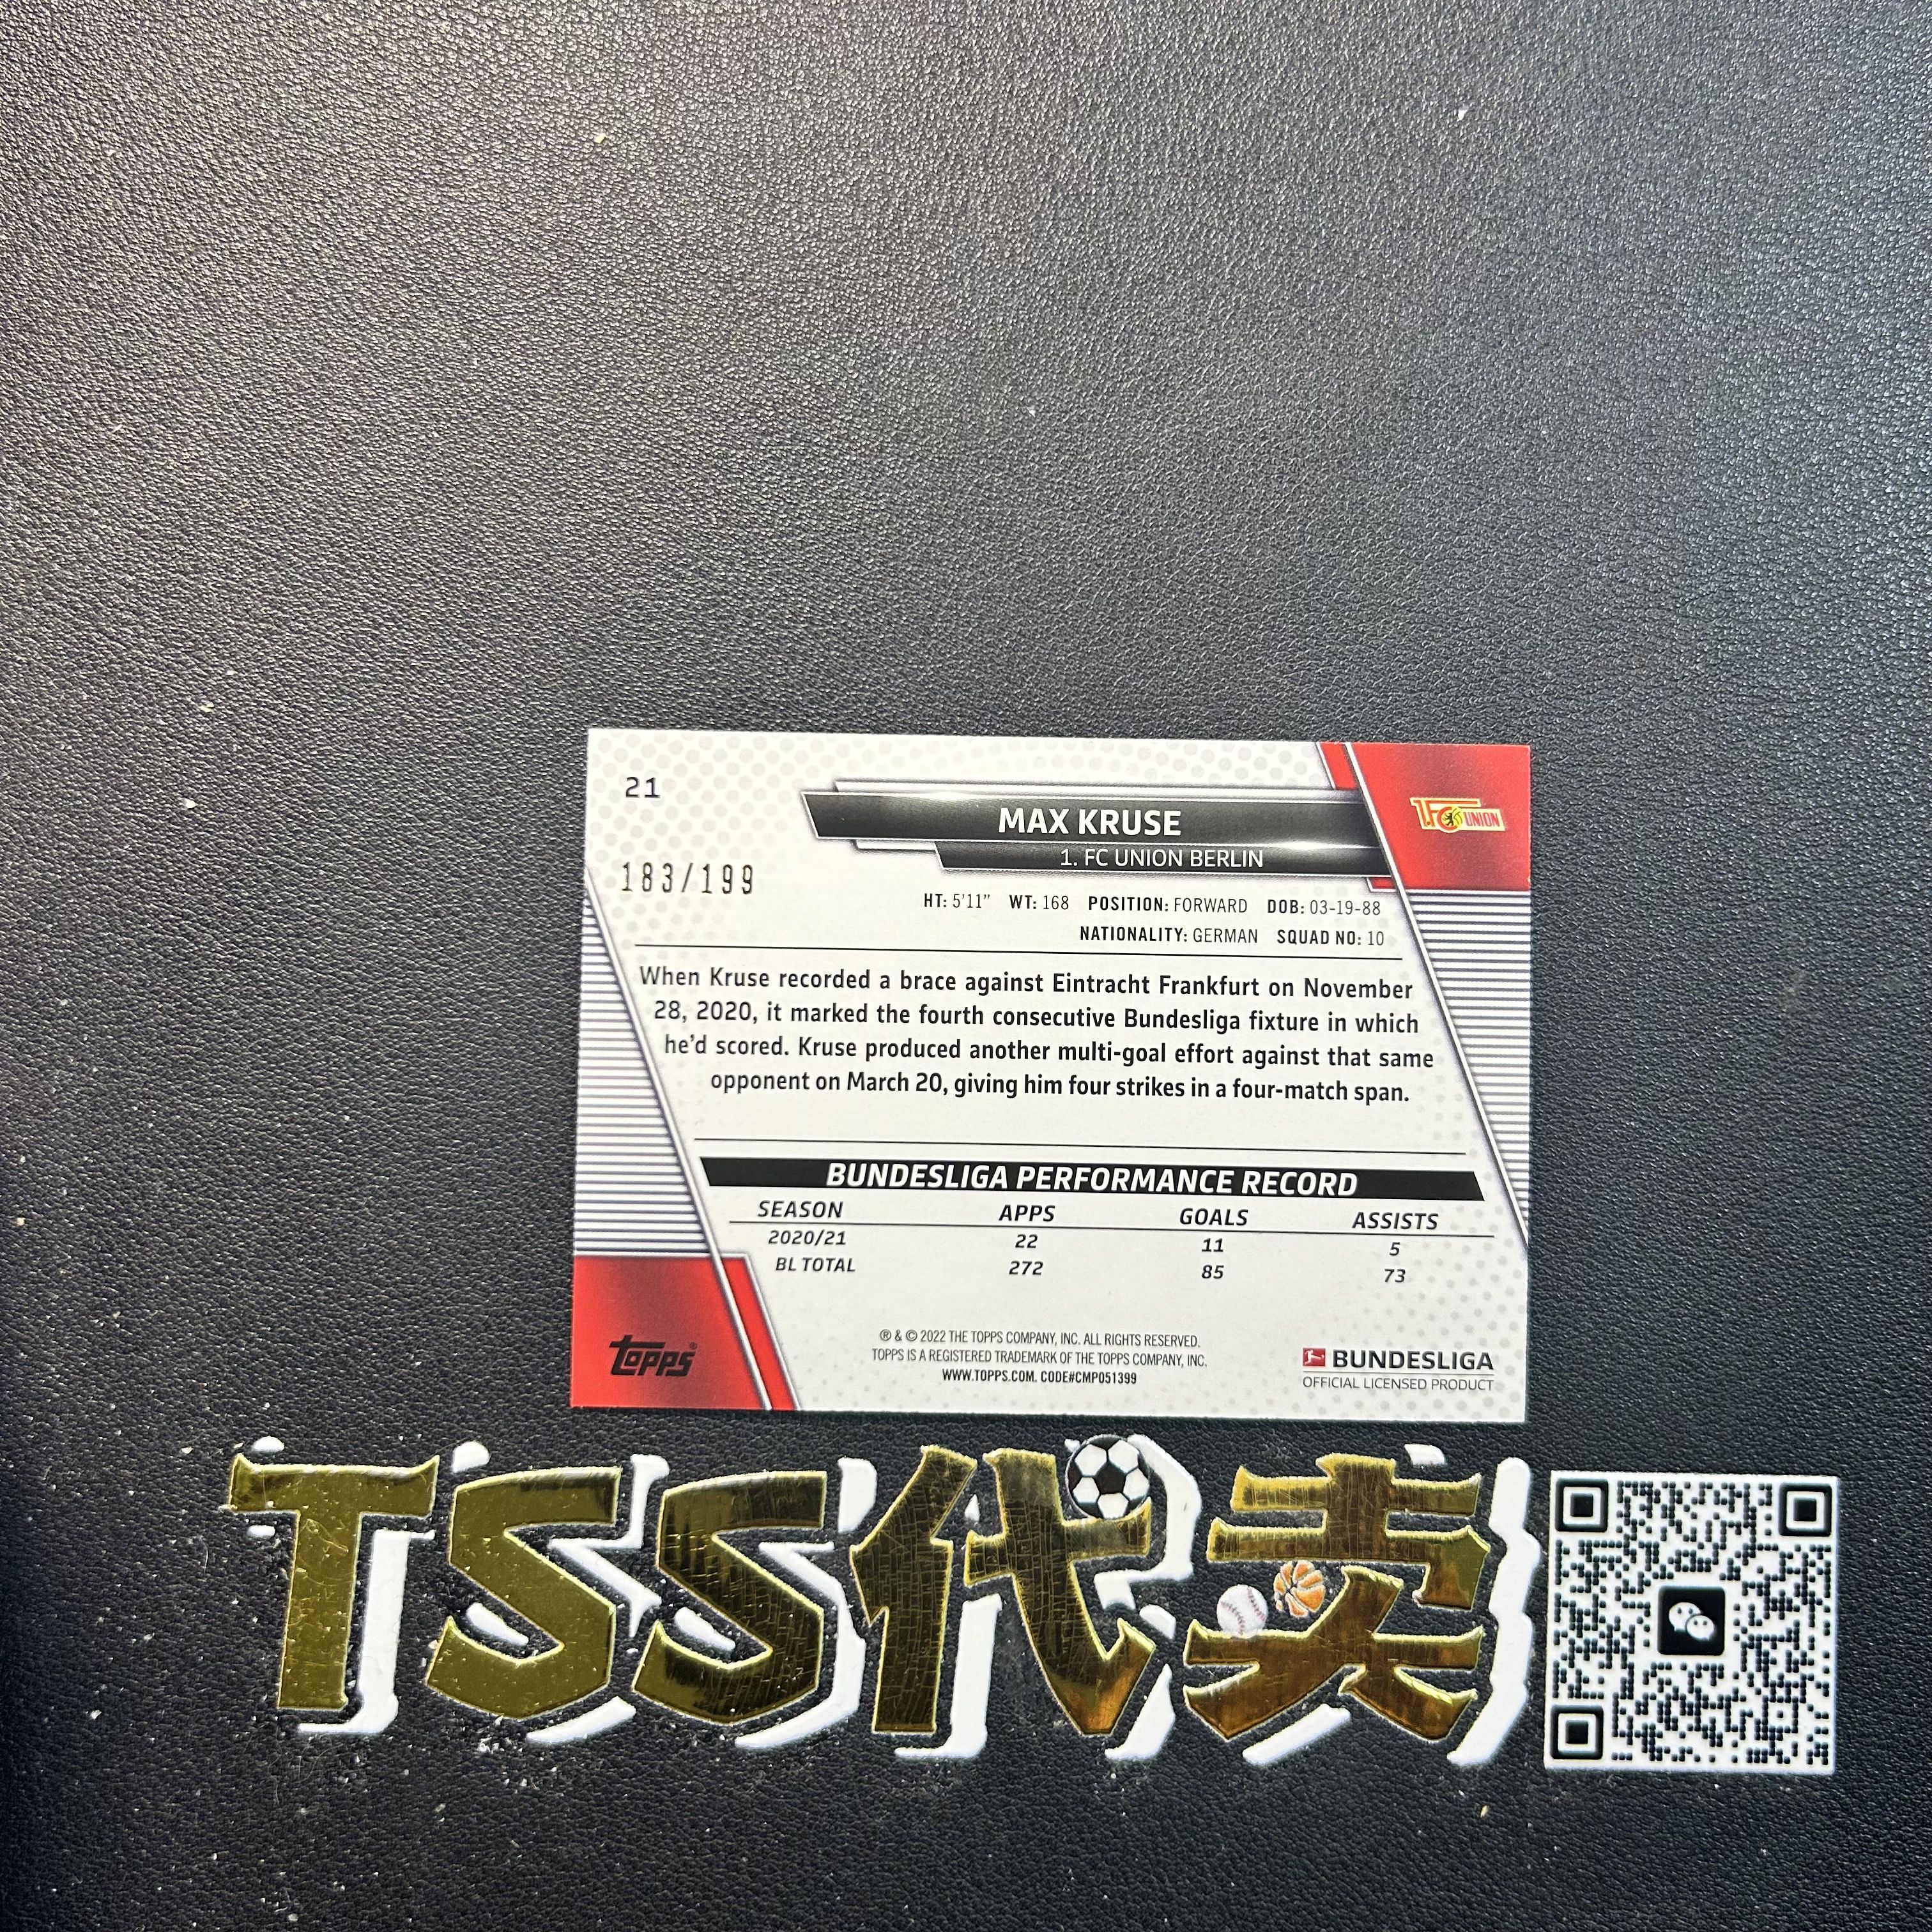 21
MAX KRUSE
1. FC UNION BERLIN
1.FC UNION
183/199
HT: 5'11" WT: 168 POSITION: FORWARD DOB: 03-19-88
NATIONALITY: GERMAN SQUAD NO: 10
When Kruse recorded a brace against Eintracht Frankfurt on November
28, 2020, it marked the fourth consecutive Bundesliga fixture in which
he'd scored. Kruse produced another multi-goal effort against that same
opponent on March 20, giving him four strikes in a four-match span.
BUNDESLIGA PERFORMANCE RECORD
SEASON APPS GOALS ASSISTS
2020/21 22 11 5
BL TOTAL 272 85 73
topps®
® & © 2022 THE TOPPS COMPANY, INC. ALL RIGHTS RESERVED.
TOPPS IS A REGISTERED TRADEMARK OF THE TOPPS COMPANY, INC.
WWW.TOPPS.COM. CODE#CMP051399
BUNDESLIGA
OFFICIAL LICENSED PRODUCT
TSS代卖